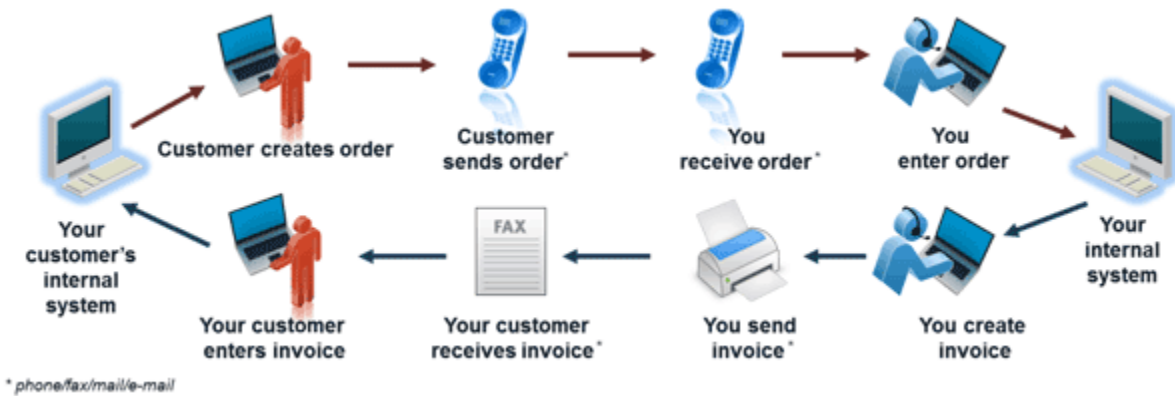 Customer creates order
Customer
sends order*
You
receive order*
You
enter order
Your
customer's
internal
system
Your
internal
system
FAX
Your customer
enters invoice
Your customer
receives invoice*
You send
invoice*
You create
invoice
* phone/fax/mail/e-mail